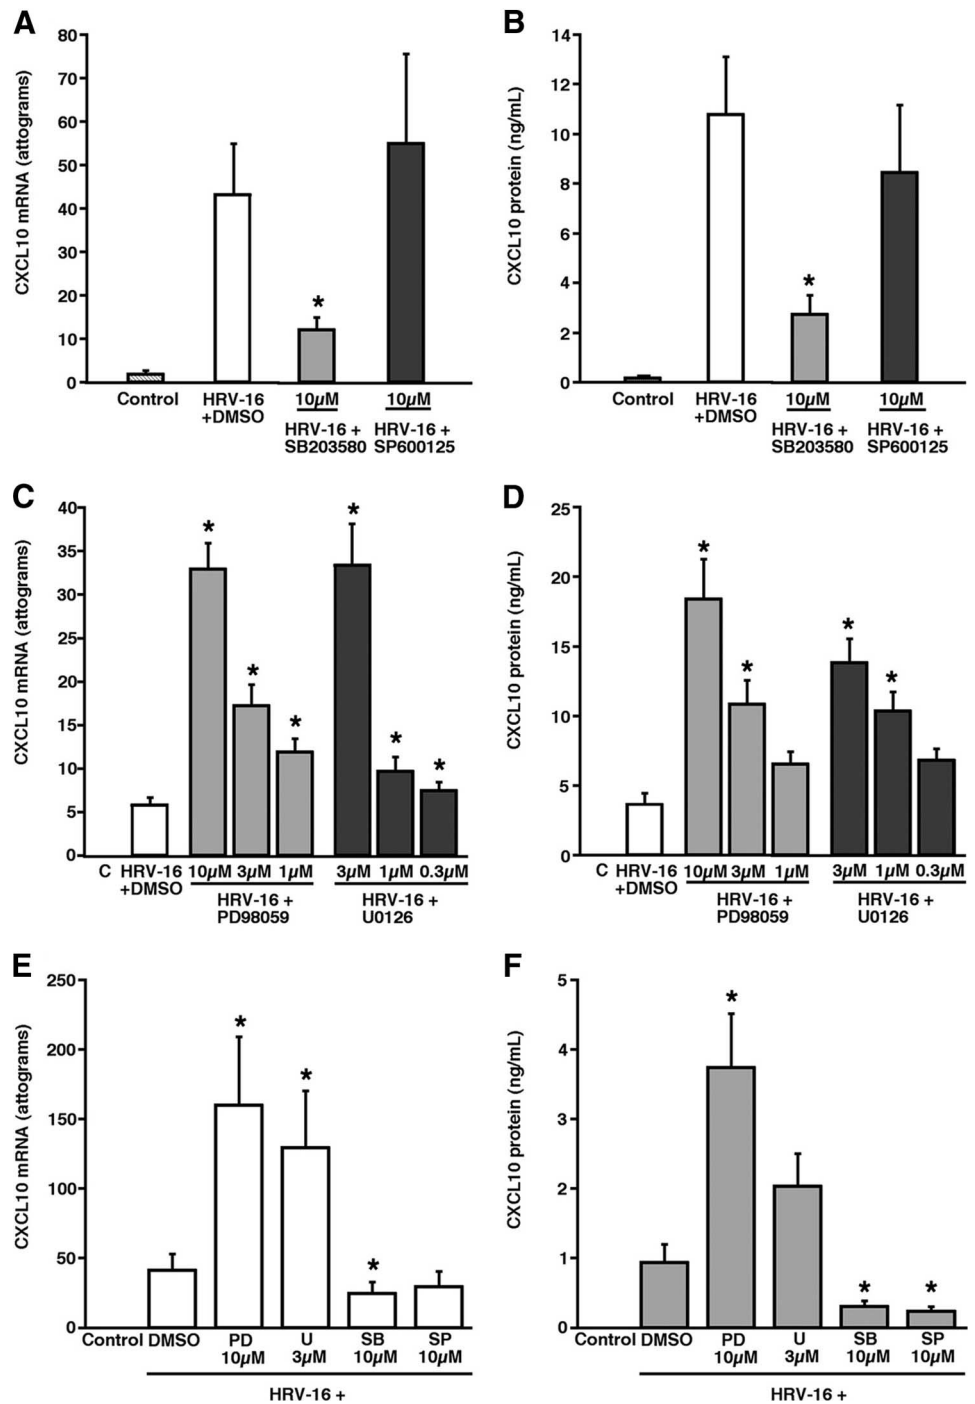 A
CXCL10 mRNA (attograms)
80
70
60
50
40
30
20
10
0
*
Control
HRV-16
+DMSO
10µM
HRV-16 +
SB203580
10µM
HRV-16 +
SP600125
B
CXCL10 protein (ng/mL)
14
12
10
8
6
4
2
0
*
Control
HRV-16
+DMSO
10µM
HRV-16 +
SB203580
10µM
HRV-16 +
SP600125
C
CXCL10 mRNA (attograms)
40
35
30
25
20
15
10
5
0
* * * * * *
C HRV-16 10µM 3µM 1µM 3µM 1µM 0.3µM
+DMSO
HRV-16 +
PD98059
HRV-16 +
U0126
D
CXCL10 protein (ng/mL)
25
20
15
10
5
0
* * * *
C HRV-16 10µM 3µM 1µM 3µM 1µM 0.3µM
+DMSO
HRV-16 +
PD98059
HRV-16 +
U0126
E
CXCL10 mRNA (attograms)
250
200
150
100
50
0
* * *
Control DMSO PD U SB SP
10µM 3µM 10µM 10µM
HRV-16 +
F
CXCL10 protein (ng/mL)
5
4
3
2
1
0
* * *
Control DMSO PD U SB SP
10µM 3µM 10µM 10µM
HRV-16 +